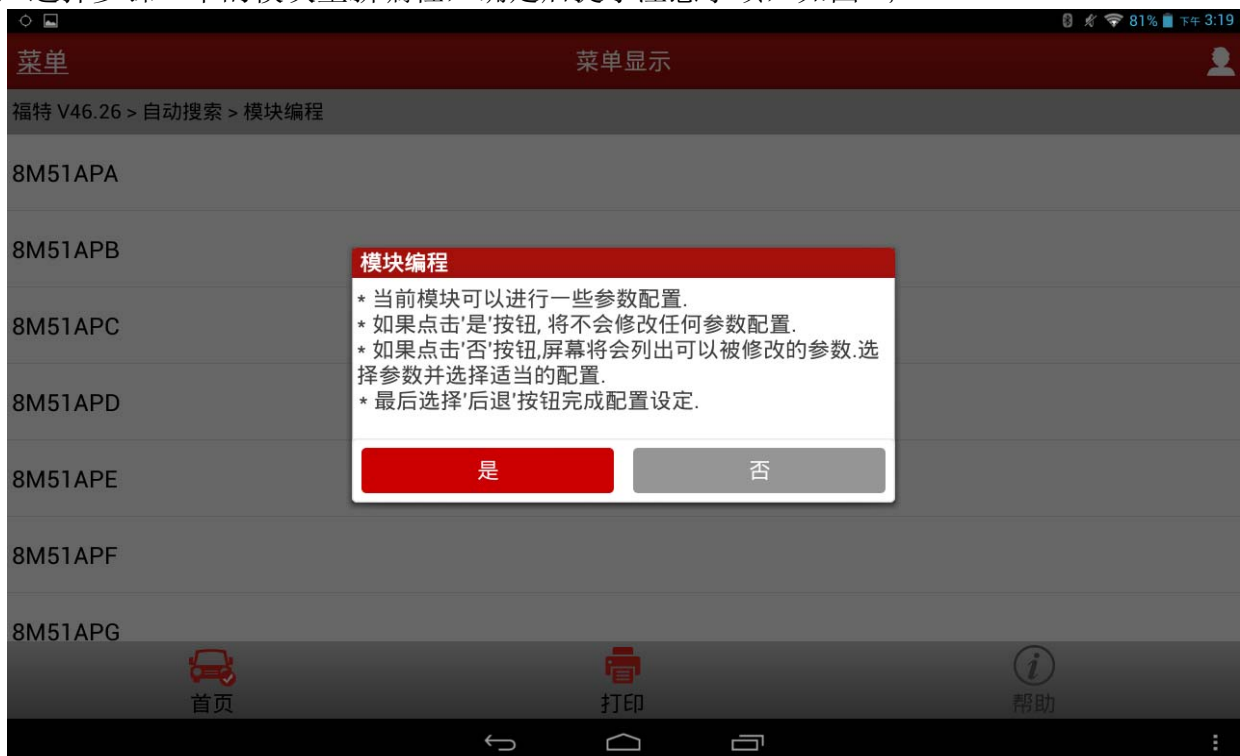 81% 下午 3:19
菜单 菜单显示
福特 V46.26 > 自动搜索 > 模块编程
8M51APA
8M51APB
8M51APC
8M51APD
8M51APE
8M51APF
8M51APG
模块编程
* 当前模块可以进行一些参数配置.
* 如果点击'是'按钮, 将不会修改任何参数配置.
* 如果点击'否'按钮,屏幕将会列出可以被修改的参数.选
择参数并选择适当的配置.
* 最后选择'后退'按钮完成配置设定.
是 否
首页 打印 帮助